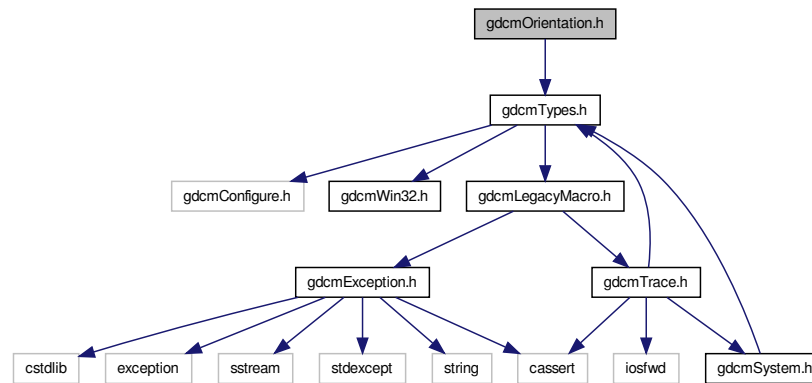 gdcmOrientation.h
gdcmTypes.h
gdcmConfigure.h
gdcmWin32.h
gdcmLegacyMacro.h
gdcmException.h
gdcmTrace.h
cstdlib
exception
sstream
stdexcept
string
cassert
iosfwd
gdcmSystem.h